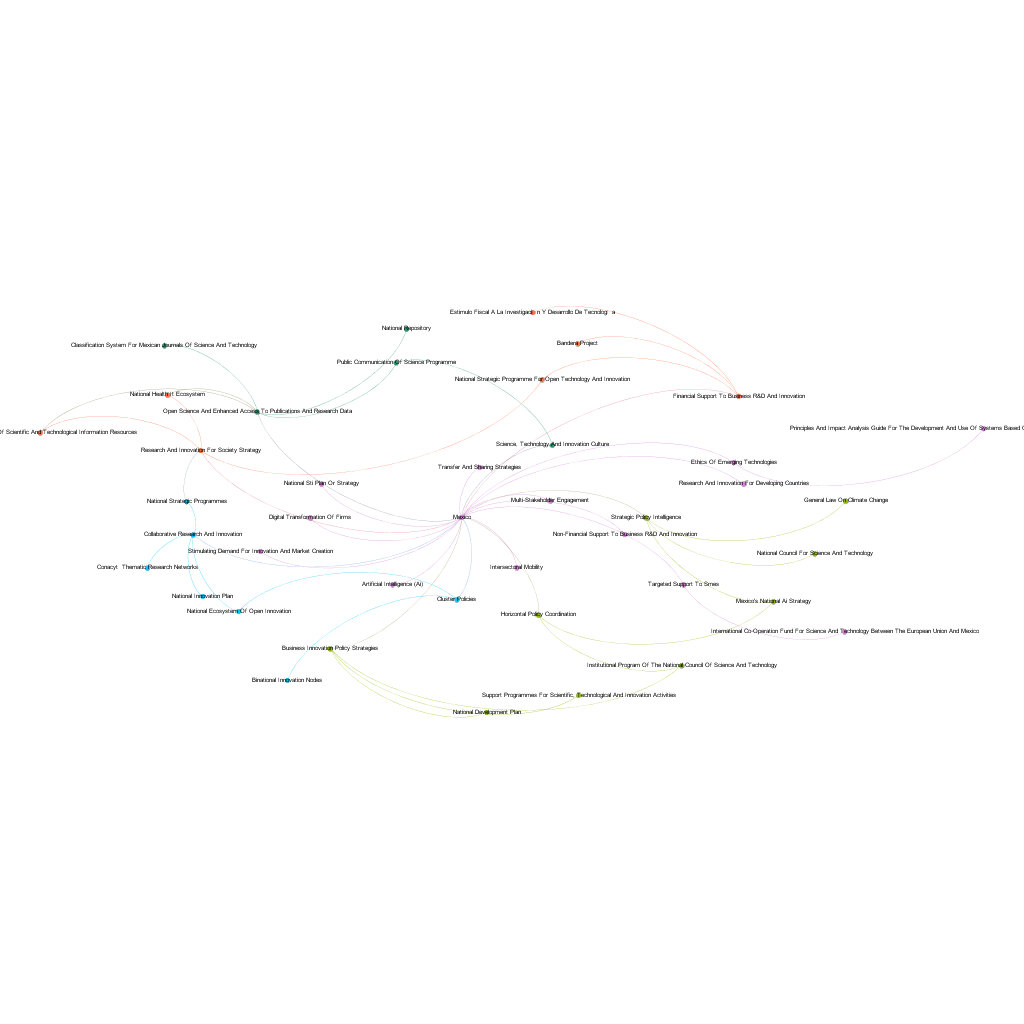 Estimulo Fiscal A La Investigaci n Y Desarrollo De Tecnologi a
National Repository
Bandera Project
Classification System For Mexican Journals Of Science And Technology
Public Communication Of Science Programme
National Strategic Programme For Open Technology And Innovation
National Health It Ecosystem
Financial Support To Business R&D And Innovation
Open Science And Enhanced Access To Publications And Research Data
Principles And Impact Analysis Guide For The Development And Use Of Systems Based
Of Scientific And Technological Information Resources
Science, Technology And Innovation Culture
Research And Innovation For Society Strategy
Ethics Of Emerging Technologies
Transfer And Sharing Strategies
National Sti Plan Or Strategy
Research And Innovation For Developing Countries
National Strategic Programmes
Multi-Stakeholder Engagement
General Law On Climate Change
Digital Transformation Of Firms
Mexico
Strategic Policy Intelligence
Collaborative Research And Innovation
Non-Financial Support To Business R&D And Innovation
Stimulating Demand For Innovation And Market Creation
National Council For Science And Technology
Conacyt Thematic Research Networks
Intersectoral Mobility
Artificial Intelligence (Ai)
Targeted Support To Smes
National Innovation Plan
Cluster Policies
Mexico's National Ai Strategy
National Ecosystem Of Open Innovation
Horizontal Policy Coordination
International Co-Operation Fund For Science And Technology Between The European Union And Mexico
Business Innovation Policy Strategies
Institutional Program Of The National Council Of Science And Technology
Binational Innovation Nodes
Support Programmes For Scientific, Technological And Innovation Activities
National Development Plan